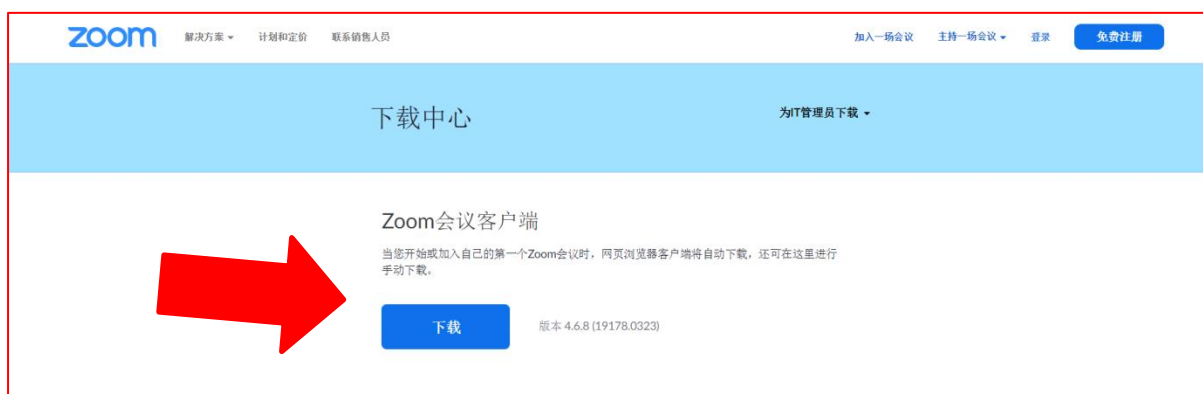 zoom 解决方案 计划和定价 联系销售人员 加入一场会议 主持一场会议 登录 免费注册
下载中心 为IT管理员下载
Zoom会议客户端
当您开始或加入自己的第一个Zoom会议时，网页浏览器客户端将自动下载，还可在这里进行
手动下载。
下载 版本 4.6.8 (19178.0323)